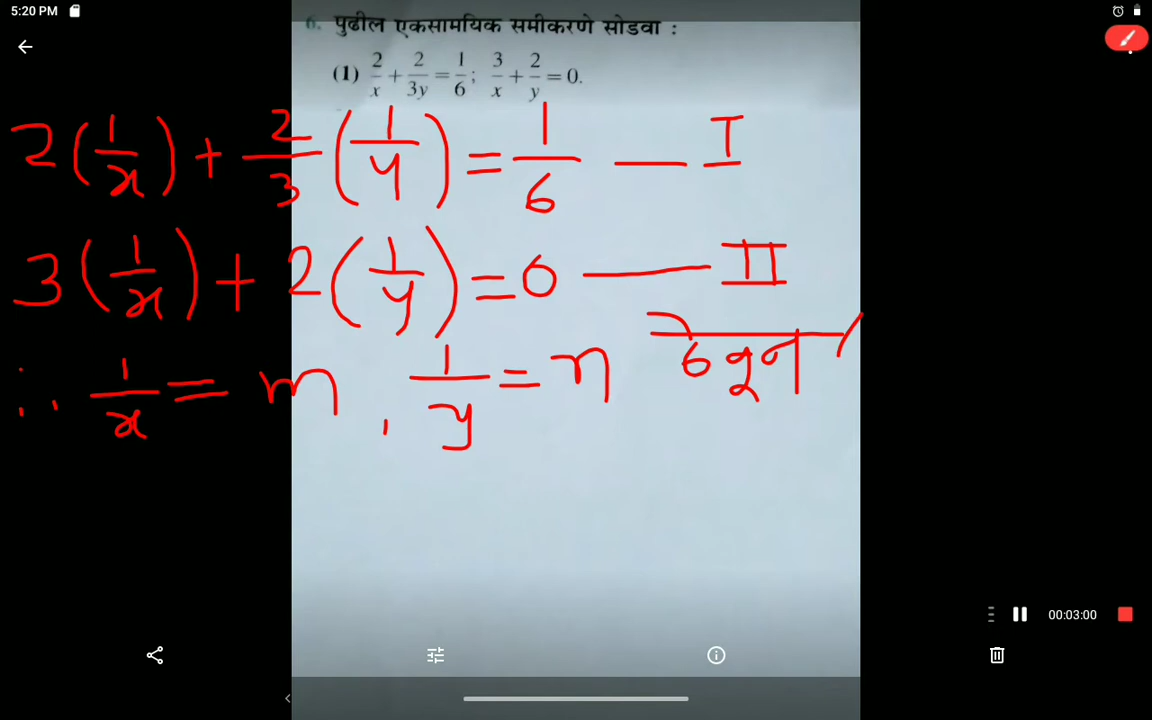 5:20 PM
6. पुढील एकसामयिक समीकरणे सोडवा :
(1) 2/x + 2/3y = 1/6; 3/x + 2/y = 0.
2(1/x) + 2/3(1/y) = 1/6 — I
3(1/x) + 2(1/y) = 0 — II
∴ 1/x = m, 1/y = n
00:03:00